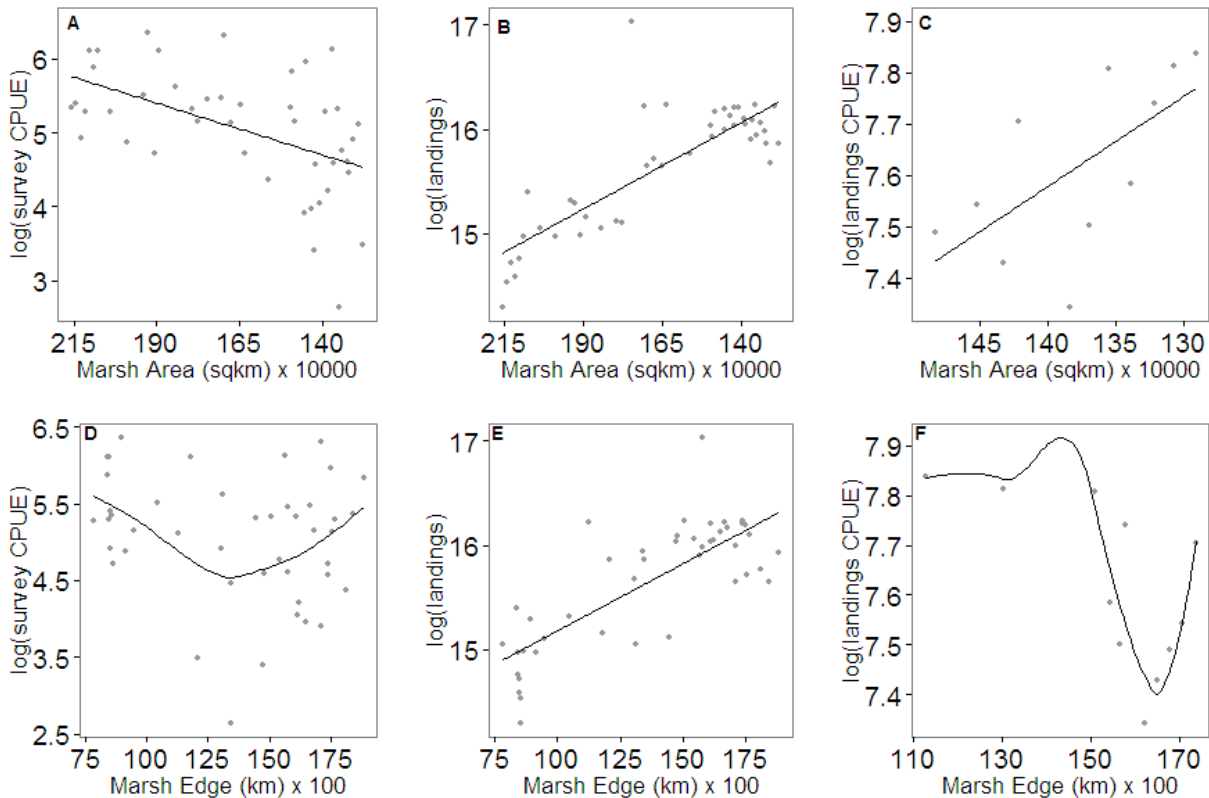 A
log(survey CPUE)
6
5
4
3
215 190 165 140
Marsh Area (sqkm) x 10000
B
log(landings)
17
16
15
215 190 165 140
Marsh Area (sqkm) x 10000
C
log(landings CPUE)
7.9
7.8
7.7
7.6
7.5
7.4
145 140 135 130
Marsh Area (sqkm) x 10000
D
log(survey CPUE)
6.5
5.5
4.5
3.5
2.5
75 100 125 150 175
Marsh Edge (km) x 100
E
log(landings)
17
16
15
75 100 125 150 175
Marsh Edge (km) x 100
F
log(landings CPUE)
7.9
7.8
7.7
7.6
7.5
7.4
110 130 150 170
Marsh Edge (km) x 100